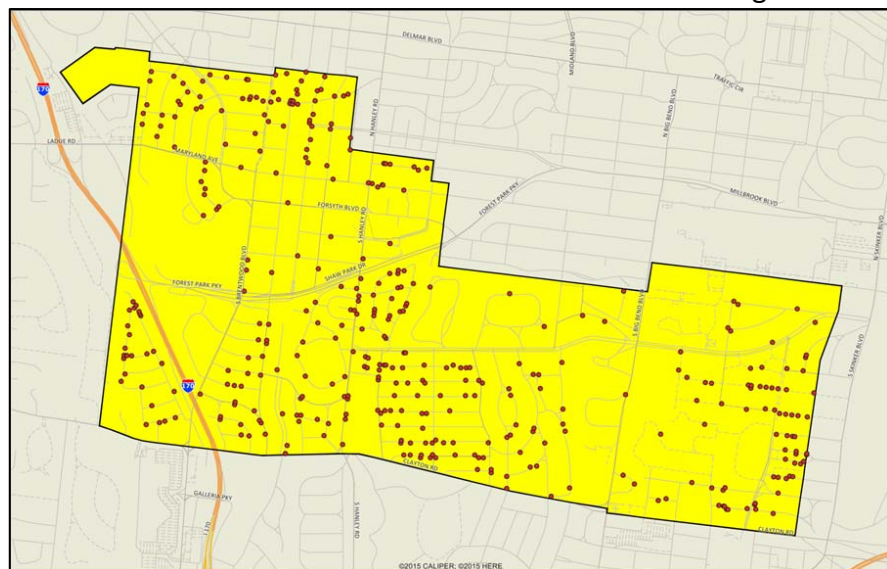 DELMAR BLVD
MIDLAND BLVD
TRAFFIC CIR
170
N HANLEY RD
N BIG BEND BLVD
LADUE RD
MARYLAND AVE
FOREST PARK PKY
MILLBROOK BLVD
FORSYTH BLVD
S HANLEY RD
N SKINKER BLVD
S BRENTWOOD BLVD
SHAW PARK DR
FOREST PARK PKY
S BIG BEND BLVD
S SKINKER BLVD
170
CLAYTON RD
GALLERIA PKY
S HANLEY RD
I 170
CLAYTON RD
©2015 CALIPER; ©2015 HERE